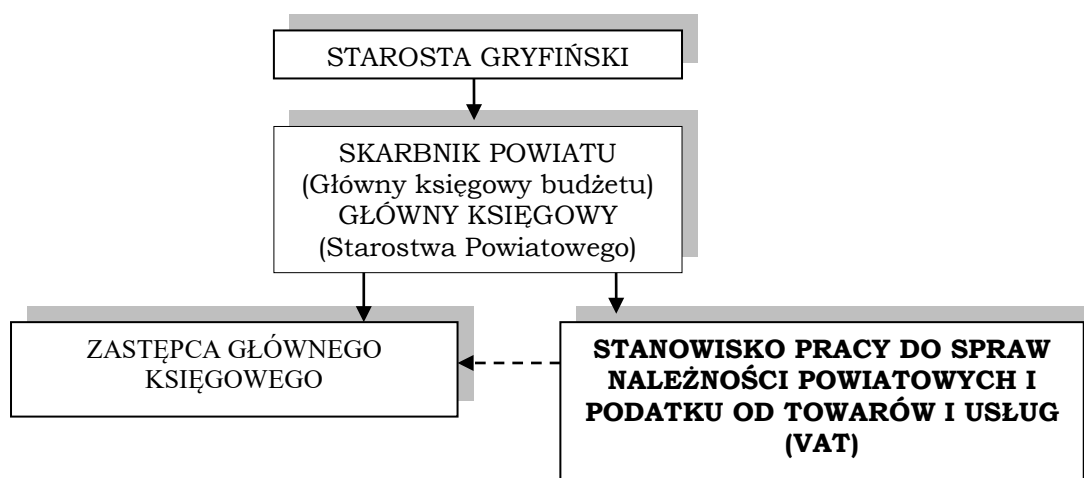 STAROSTA GRYFIŃSKI
SKARBNIK POWIATU
(Główny księgowy budżetu)
GŁÓWNY KSIĘGOWY
(Starostwa Powiatowego)
ZASTĘPCA GŁÓWNEGO
KSIĘGOWEGO
STANOWISKO PRACY DO SPRAW
NALEŻNOŚCI POWIATOWYCH I
PODATKU OD TOWARÓW I USŁUG
(VAT)